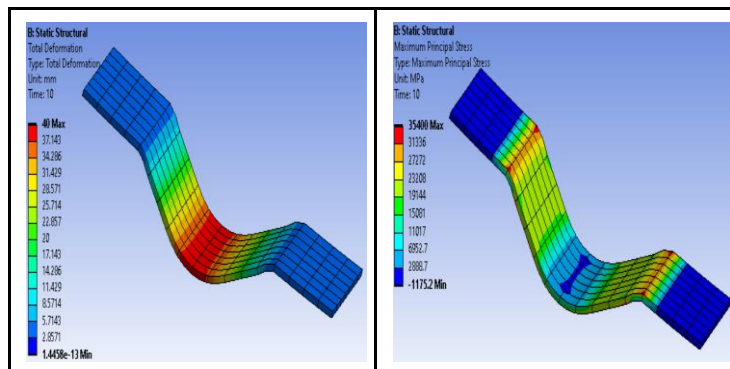 B: Static Structural
Total Deformation
Type: Total Deformation
Unit: mm
Time: 10
40 Max
37.143
34.286
31.429
28.571
25.714
22.857
20
17.143
14.286
11.429
8.5714
5.7143
2.8571
1.4458e-13 Min
B: Static Structural
Maximum Principal Stress
Type: Maximum Principal Stress
Unit: MPa
Time: 10
35400 Max
31336
27272
23208
19144
15081
11017
6952.7
2888.7
-1175.2 Min